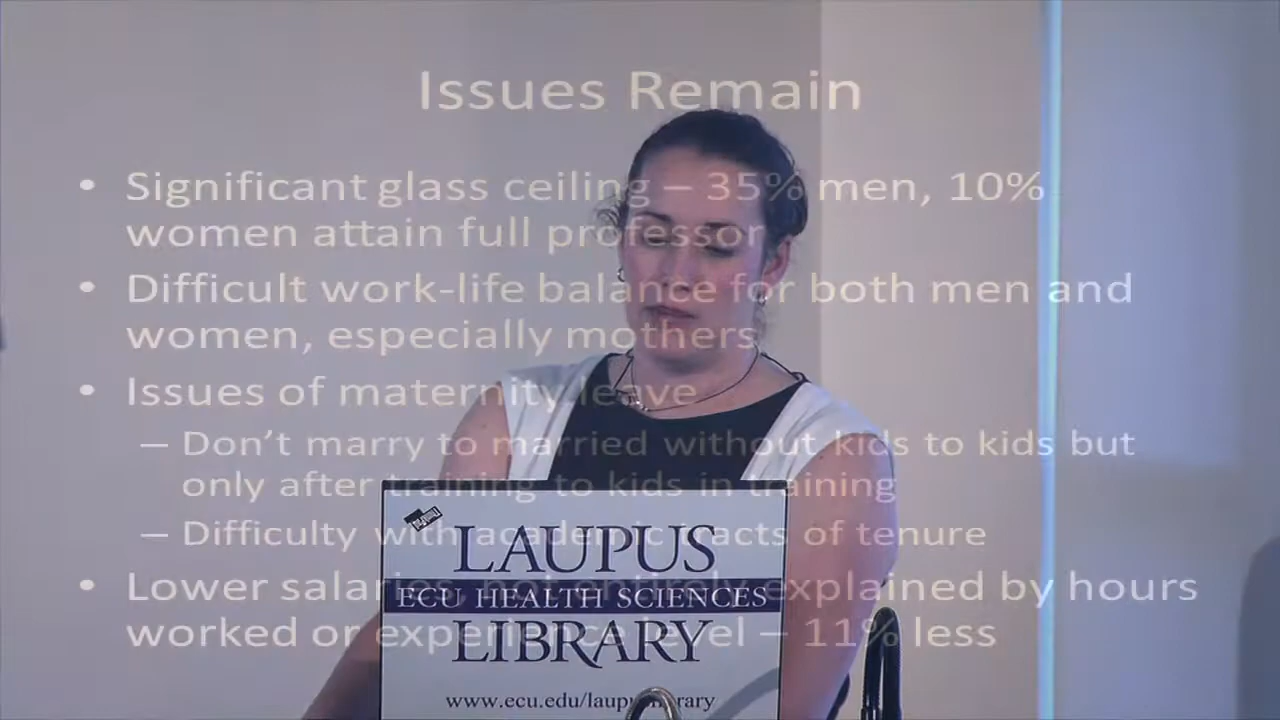 Issues Remain
• Significant glass ceiling – 35% men, 10%
women attain full professor
• Difficult work-life balance for both men and
women, especially mothers
• Issues of maternity leave
– Don't marry to married without kids to kids but
only after training to kids in training
– Difficulty with academic tracts of tenure
• Lower salaries, not entirely explained by hours
worked or experience level – 11% less
LAUPUS
ECU HEALTH SCIENCES
LIBRARY
www.ecu.edu/laupuslibrary